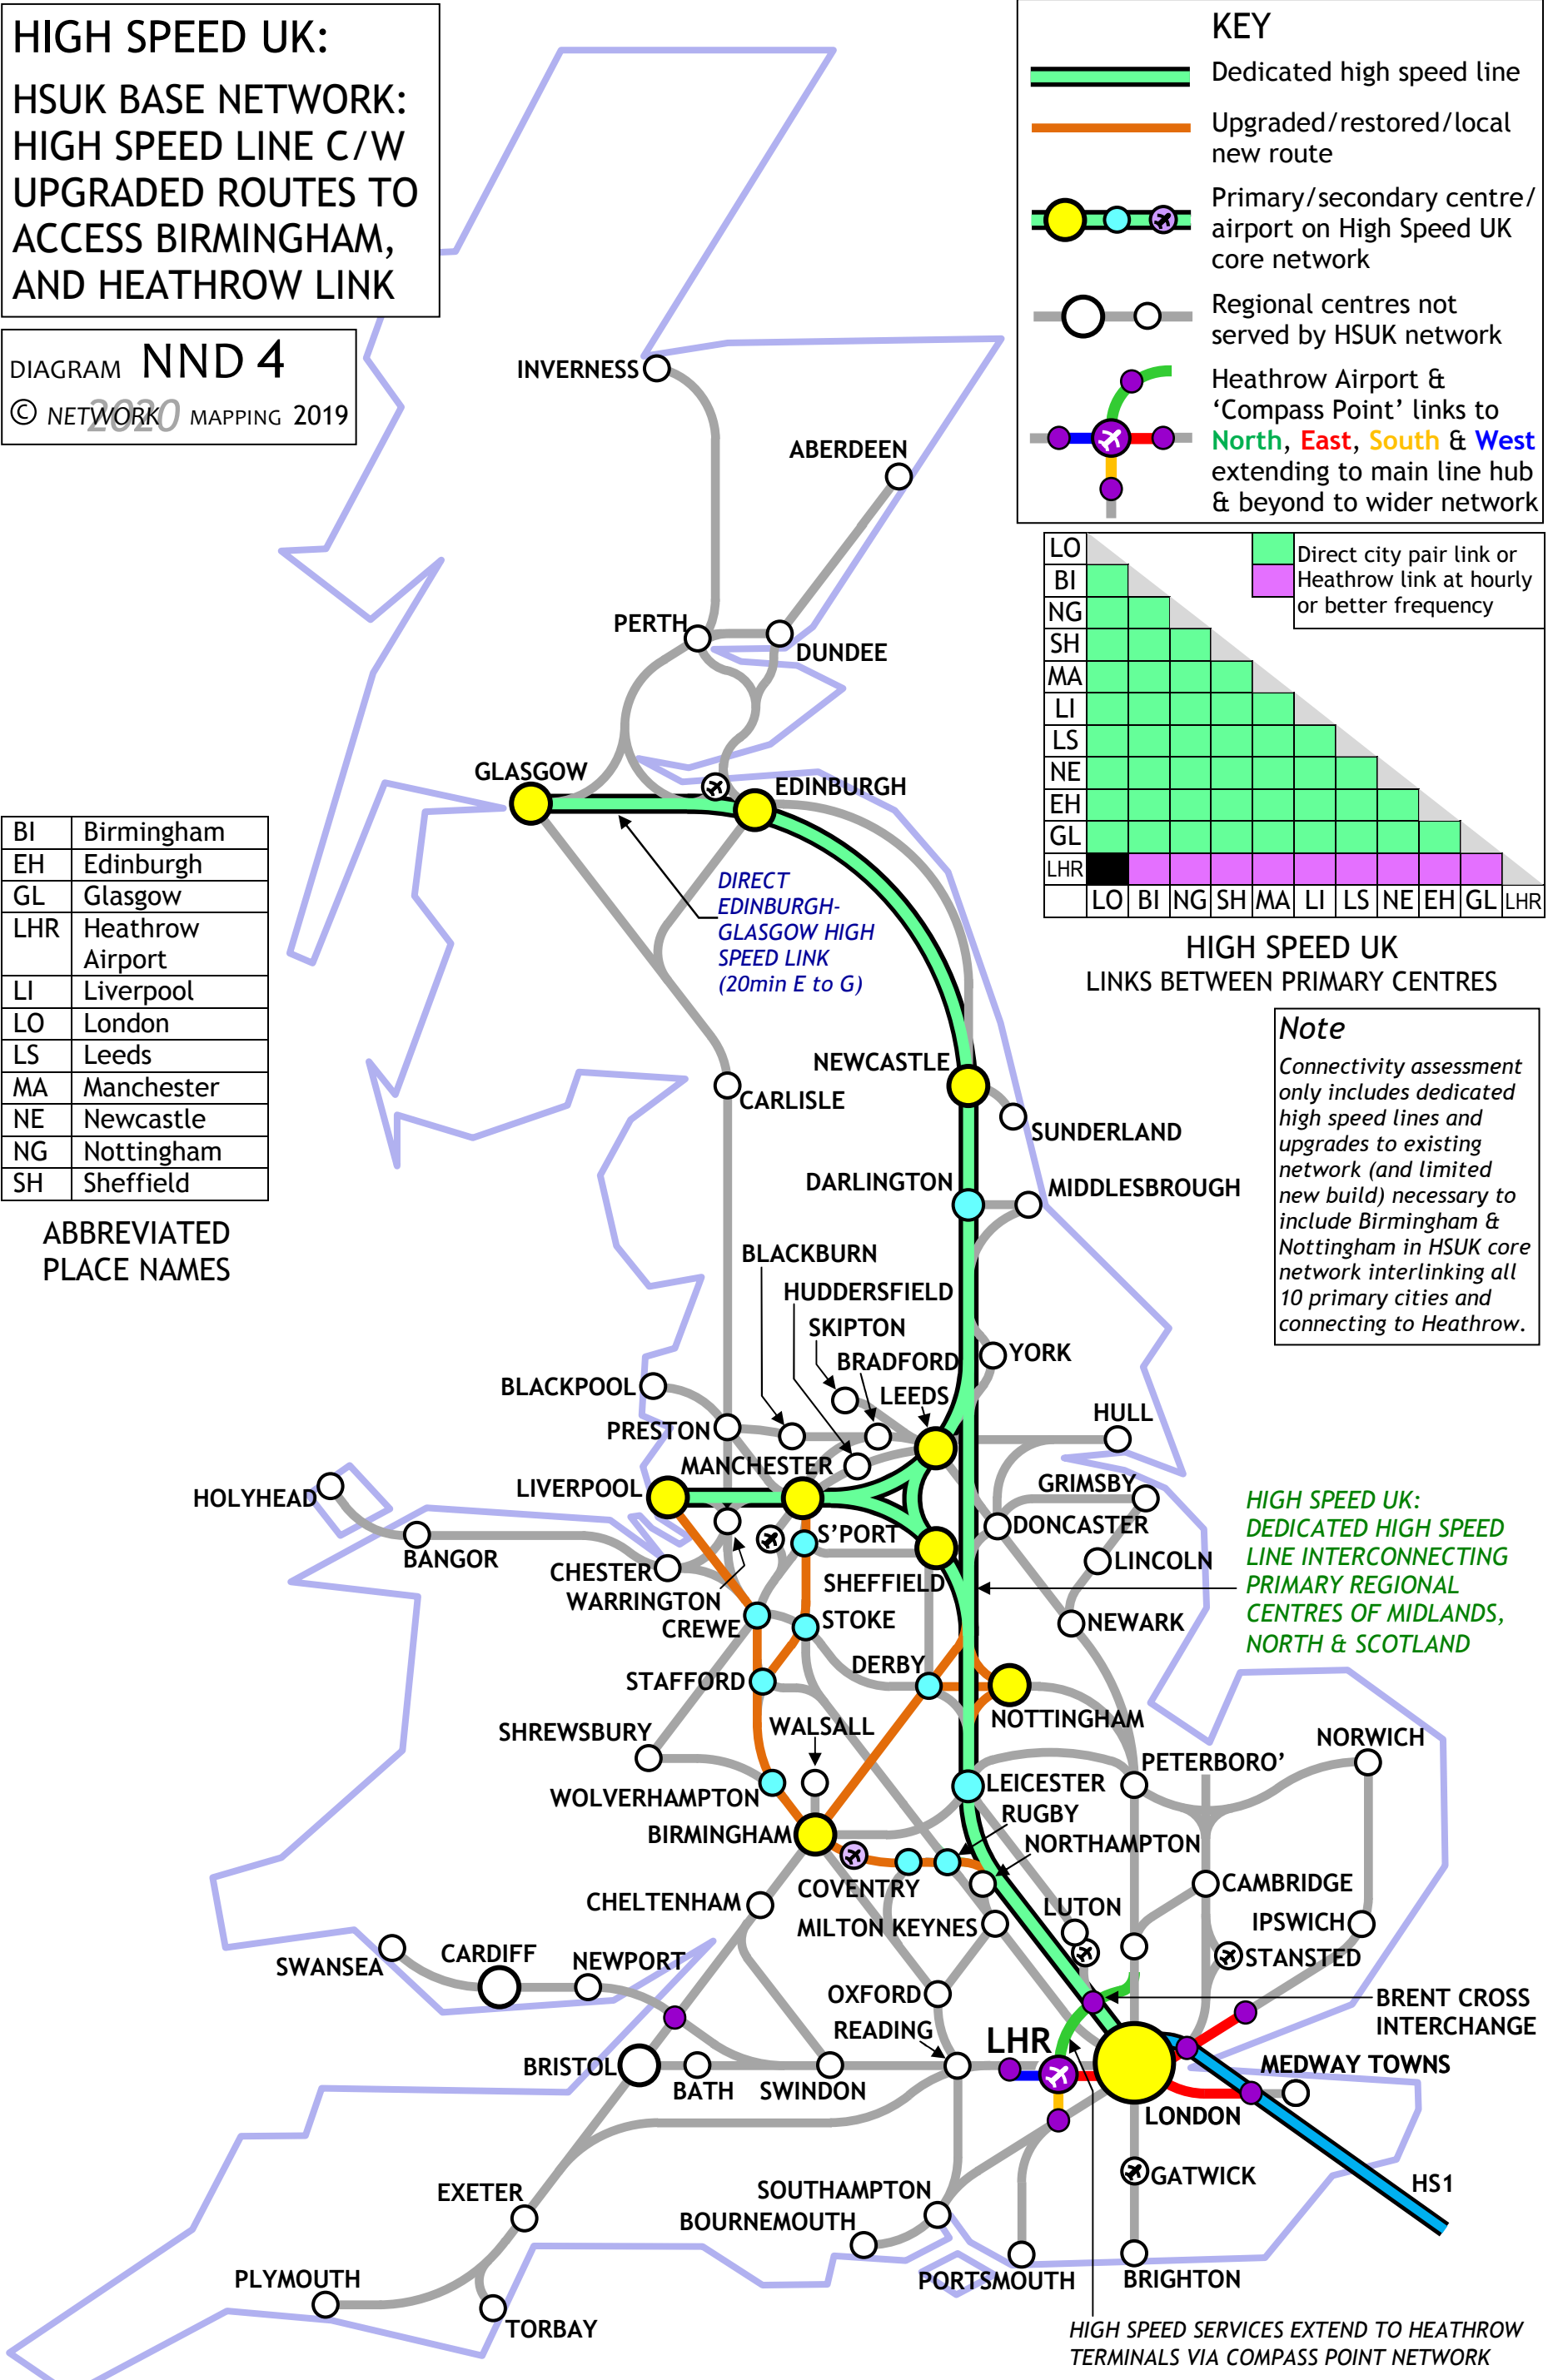 HIGH SPEED UK:
HSUK BASE NETWORK:
HIGH SPEED LINE C/W
UPGRADED ROUTES TO
ACCESS BIRMINGHAM,
AND HEATHROW LINK
DIAGRAM NND 4
© NETWORK 2020 MAPPING 2019
KEY
Dedicated high speed line
Upgraded/restored/local
new route
Primary/secondary centre/
airport on High Speed UK
core network
Regional centres not
served by HSUK network
Heathrow Airport &
‘Compass Point’ links to
North, East, South & West
extending to main line hub
& beyond to wider network
LO
BI
NG
SH
MA
LI
LS
NE
EH
GL
LHR
LO BI NG SH MA LI LS NE EH GL LHR
Direct city pair link or
Heathrow link at hourly
or better frequency
HIGH SPEED UK
LINKS BETWEEN PRIMARY CENTRES
Note
Connectivity assessment
only includes dedicated
high speed lines and
upgrades to existing
network (and limited
new build) necessary to
include Birmingham &
Nottingham in HSUK core
network interlinking all
10 primary cities and
connecting to Heathrow.
BI Birmingham
EH Edinburgh
GL Glasgow
LHR Heathrow
Airport
LI Liverpool
LO London
LS Leeds
MA Manchester
NE Newcastle
NG Nottingham
SH Sheffield
ABBREVIATED
PLACE NAMES
INVERNESS
ABERDEEN
PERTH
DUNDEE
GLASGOW
EDINBURGH
DIRECT
EDINBURGH-
GLASGOW HIGH
SPEED LINK
(20min E to G)
NEWCASTLE
CARLISLE
SUNDERLAND
DARLINGTON
MIDDLESBROUGH
BLACKBURN
HUDDERSFIELD
SKIPTON
BRADFORD
YORK
BLACKPOOL
LEEDS
HULL
PRESTON
MANCHESTER
LIVERPOOL
GRIMSBY
HOLYHEAD
DONCASTER
S’PORT
BANGOR
LINCOLN
CHESTER
SHEFFIELD
WARRINGTON
CREWE
STOKE
NEWARK
HIGH SPEED UK:
DEDICATED HIGH SPEED
LINE INTERCONNECTING
PRIMARY REGIONAL
CENTRES OF MIDLANDS,
NORTH & SCOTLAND
DERBY
STAFFORD
NOTTINGHAM
SHREWSBURY
WALSALL
NORWICH
PETERBORO’
LEICESTER
WOLVERHAMPTON
RUGBY
BIRMINGHAM
NORTHAMPTON
COVENTRY
CAMBRIDGE
CHELTENHAM
LUTON
MILTON KEYNES
IPSWICH
SWANSEA
CARDIFF
NEWPORT
STANSTED
OXFORD
BRENT CROSS
INTERCHANGE
READING
LHR
BRISTOL
BATH
SWINDON
MEDWAY TOWNS
LONDON
GATWICK
HS1
EXETER
SOUTHAMPTON
BOURNEMOUTH
PLYMOUTH
PORTSMOUTH
BRIGHTON
TORBAY
HIGH SPEED SERVICES EXTEND TO HEATHROW
TERMINALS VIA COMPASS POINT NETWORK